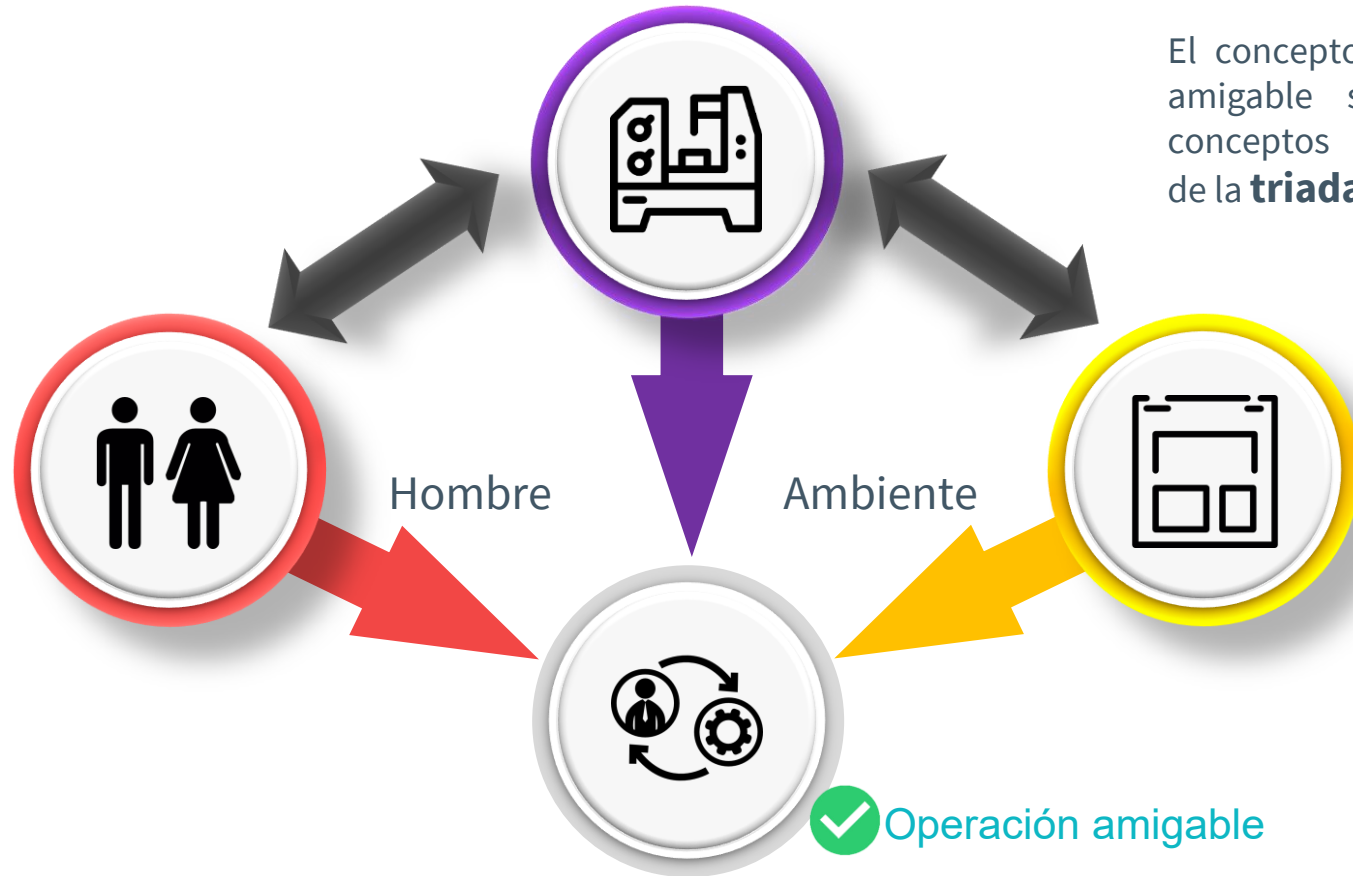 El concepto
amigable
conceptos
de la triada
Hombre
Ambiente
Operación amigable